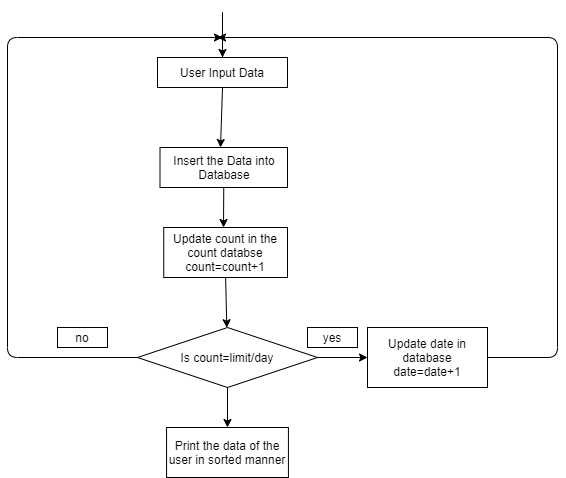 User Input Data
Insert the Data into
Database
Update count in the
count databse
count=count+1
no
Is count=limit/day
yes
Update date in
database
date=date+1
Print the data of the
user in sorted manner